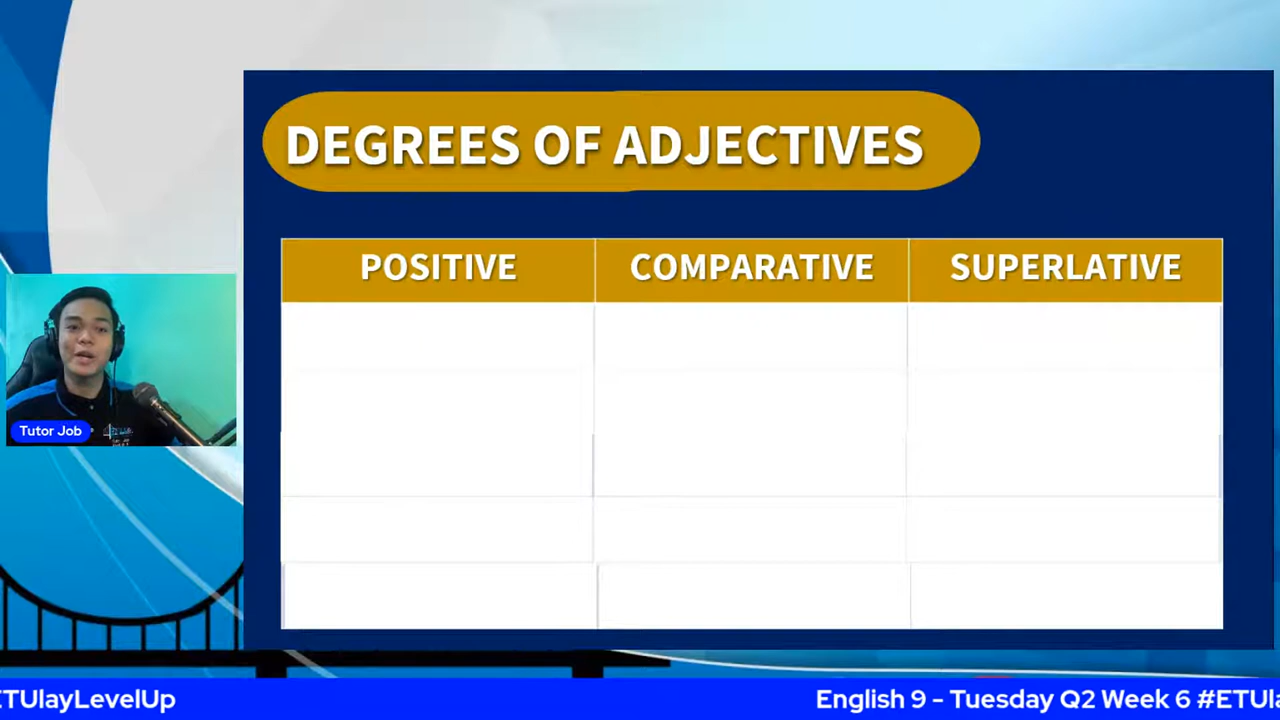 DEGREES OF ADJECTIVES
POSITIVE COMPARATIVE SUPERLATIVE
Tutor Job
ETUlayLevelUp English 9 - Tuesday Q2 Week 6 #ETUla